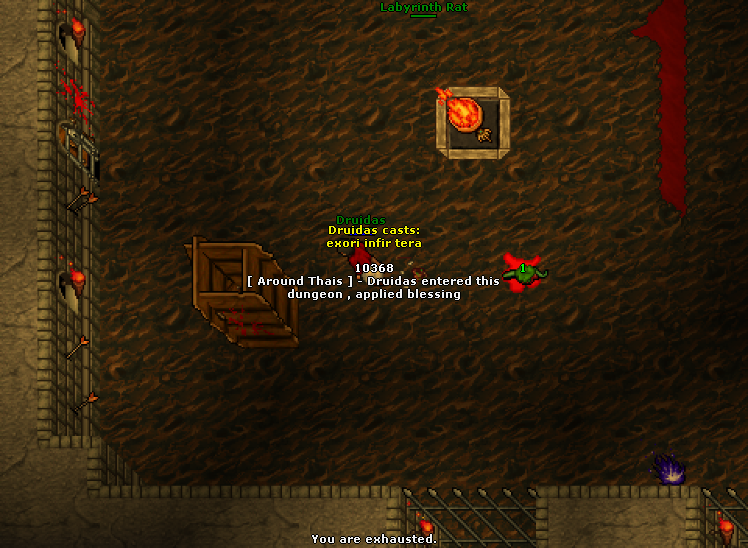 Labyrinth Rat
Druidas
Druidas casts:
exori infir tera
10368
1
[ Around Thais ] - Druidas entered this
dungeon , applied blessing
You are exhausted.